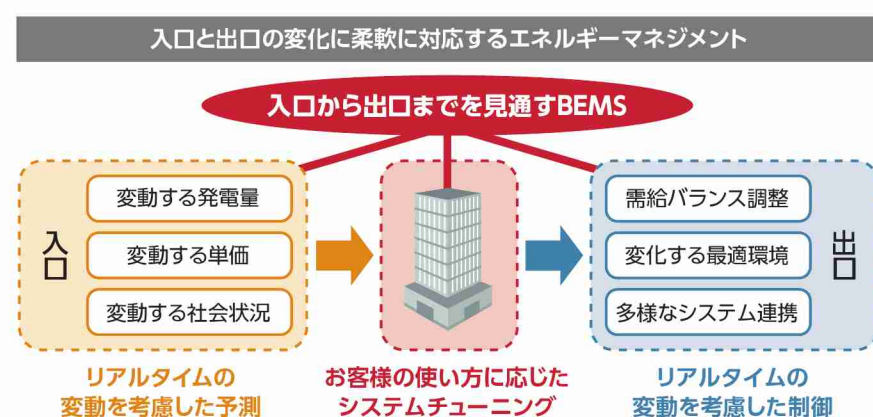 入口と出口の変化に柔軟に対応するエネルギーマネジメント
入口から出口までを見通すBEMS
入口
変動する発電量
変動する単価
変動する社会状況
需給バランス調整
変化する最適環境
多様なシステム連携
出口
リアルタイムの
変動を考慮した予測
お客様の使い方に応じた
システムチューニング
リアルタイムの
変動を考慮した制御